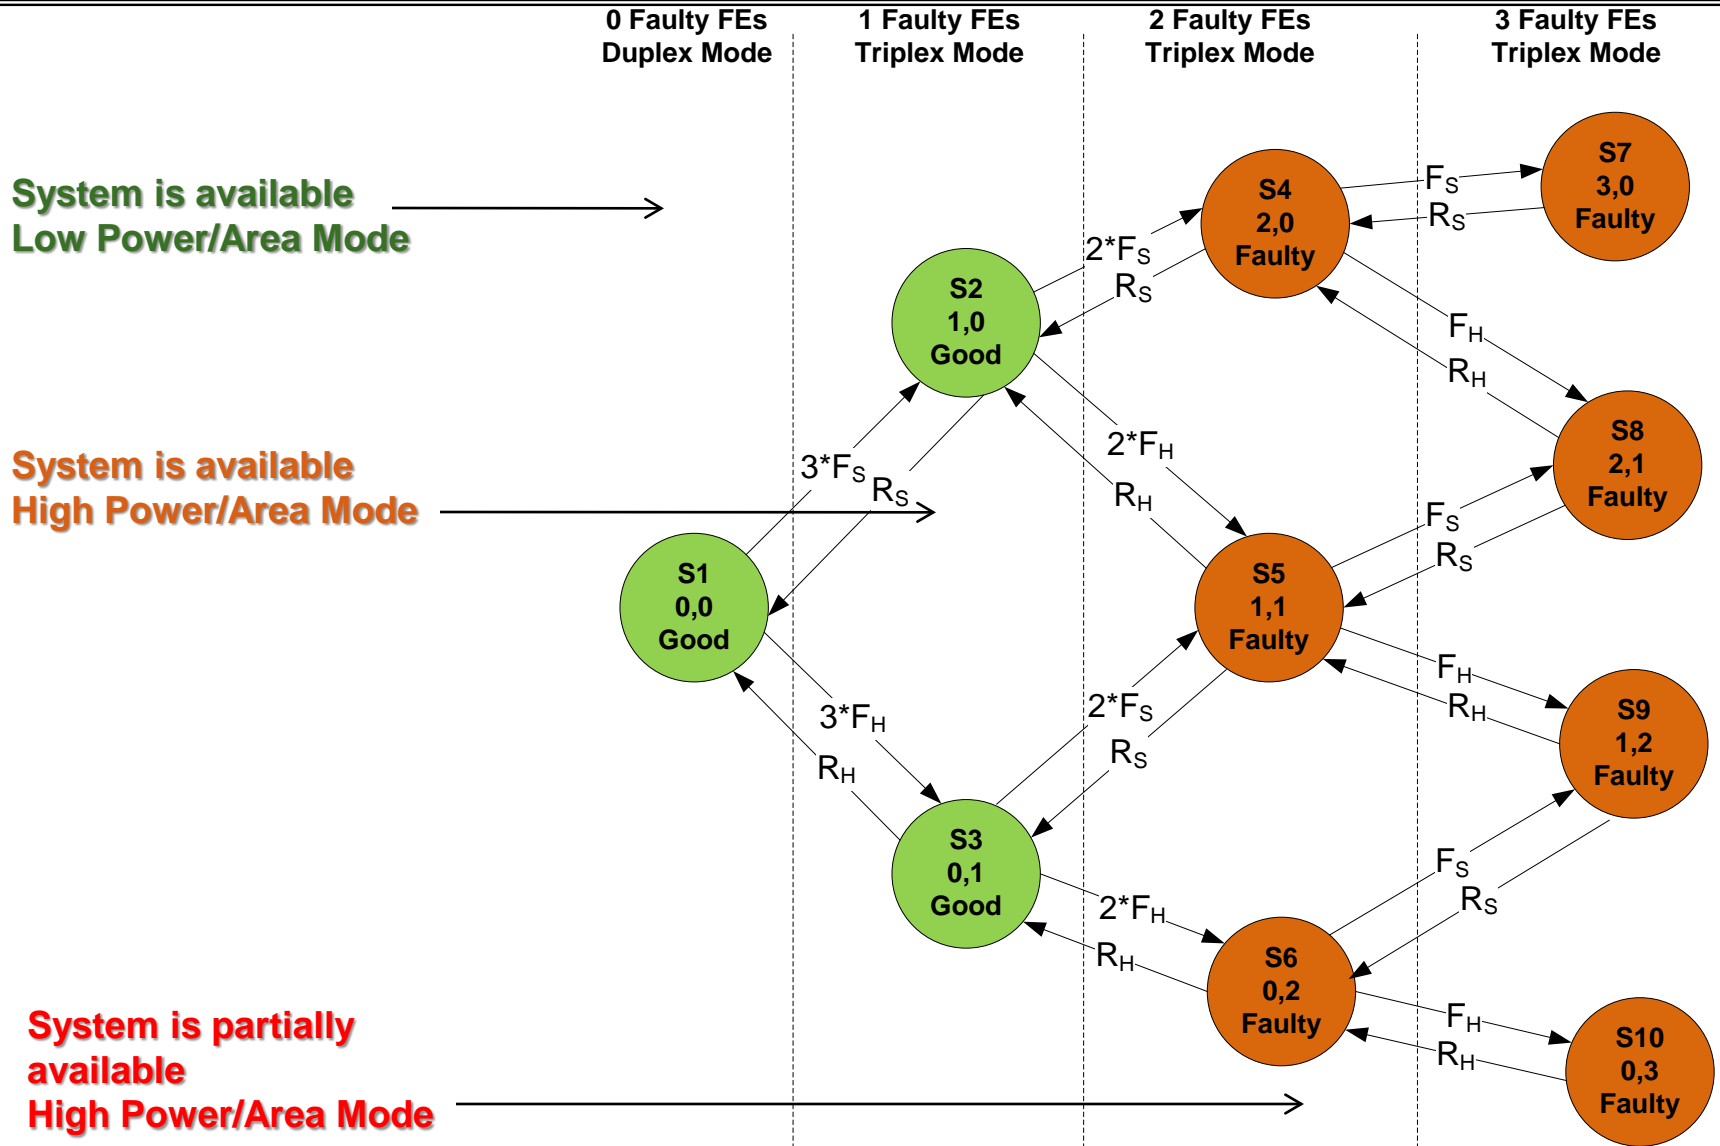 0 Faulty FEs
Duplex Mode
1 Faulty FEs
Triplex Mode
2 Faulty FEs
Triplex Mode
3 Faulty FEs
Triplex Mode
System is available
Low Power/Area Mode
System is available
High Power/Area Mode
System is partially
available
High Power/Area Mode
S1
0,0
Good
3*FS
RS
3*FH
RH
S2
1,0
Good
S3
0,1
Good
2*FS
RS
2*FH
RH
2*FS
RS
2*FH
RH
S4
2,0
Faulty
S5
1,1
Faulty
S6
0,2
Faulty
FS
RS
FH
RH
FS
RS
FH
RH
FS
RS
FH
RH
S7
3,0
Faulty
S8
2,1
Faulty
S9
1,2
Faulty
S10
0,3
Faulty